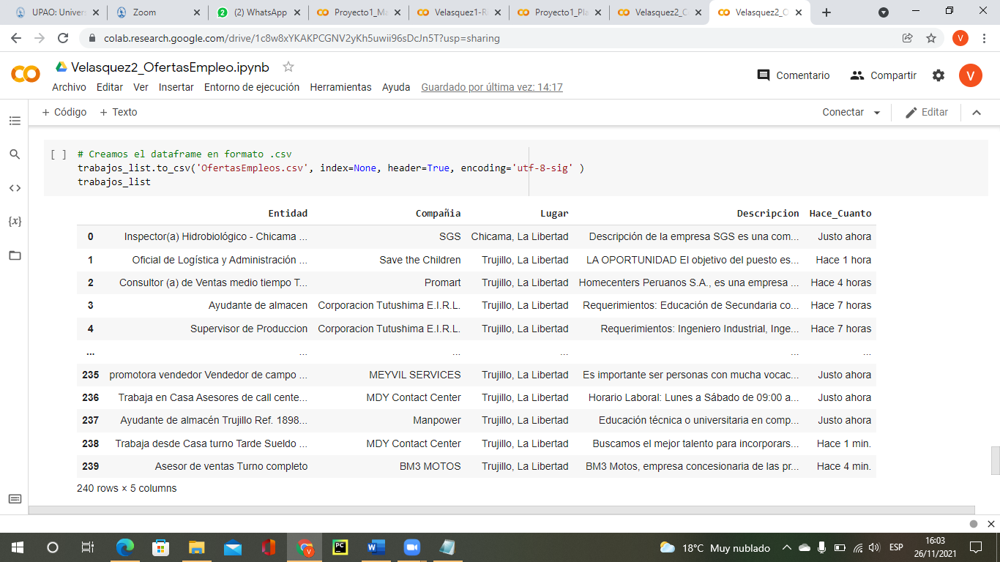 UPAO: Univer
Zoom
(2) WhatsApp
Proyecto1_Ma
Velasquez1-R
Proyecto1_Pla
Velasquez2_C
Velasquez2_O
colab.research.google.com/drive/1c8w8xYKAKPCGNV2yKh5uwii96sDcJn5T?usp=sharing
V
Velasquez2_OfertasEmpleo.ipynb
Archivo Editar Ver Insertar Entorno de ejecución Herramientas Ayuda Guardado por última vez: 14:17
Comentario Compartir V
+ Código + Texto
Conectar Editar
[ ] # Creamos el dataframe en formato .csv
trabajos_list.to_csv('OfertasEmpleos.csv', index=None, header=True, encoding='utf-8-sig' )
trabajos_list
Entidad Compañia Lugar Descripcion Hace_Cuanto
0 Inspector(a) Hidrobiológico - Chicama ... SGS Chicama, La Libertad Descripción de la empresa SGS es una com... Justo ahora
1 Oficial de Logística y Administración ... Save the Children Trujillo, La Libertad LA OPORTUNIDAD El objetivo del puesto es... Hace 1 hora
2 Consultor (a) de Ventas medio tiempo T... Promart Trujillo, La Libertad Homecenters Peruanos S.A., es una empresa ... Hace 4 horas
3 Ayudante de almacen Corporacion Tutushima E.I.R.L. Trujillo, La Libertad Requerimientos: Educación de Secundaria co... Hace 7 horas
4 Supervisor de Produccion Corporacion Tutushima E.I.R.L. Trujillo, La Libertad Requerimientos: Ingeniero Industrial, Inge... Hace 7 horas
... ... ... ... ... ...
235 promotora vendedor Vendedor de campo ... MEYVIL SERVICES Trujillo, La Libertad Es importante ser personas con mucha vocac... Justo ahora
236 Trabaja en Casa Asesores de call cente... MDY Contact Center Trujillo, La Libertad Horario Laboral: Lunes a Sábado de 09:00 a... Justo ahora
237 Ayudante de almacén Trujillo Ref. 1898... Manpower Trujillo, La Libertad Educación técnica o universitaria en comp... Justo ahora
238 Trabaja desde Casa turno Tarde Sueldo ... MDY Contact Center Trujillo, La Libertad Buscamos el mejor talento para incorporars... Hace 1 min.
239 Asesor de ventas Turno completo BM3 MOTOS Trujillo, La Libertad BM3 Motos, empresa concesionaria de las pr... Hace 4 min.
240 rows × 5 columns
18°C Muy nublado
ESP
16:03
26/11/2021